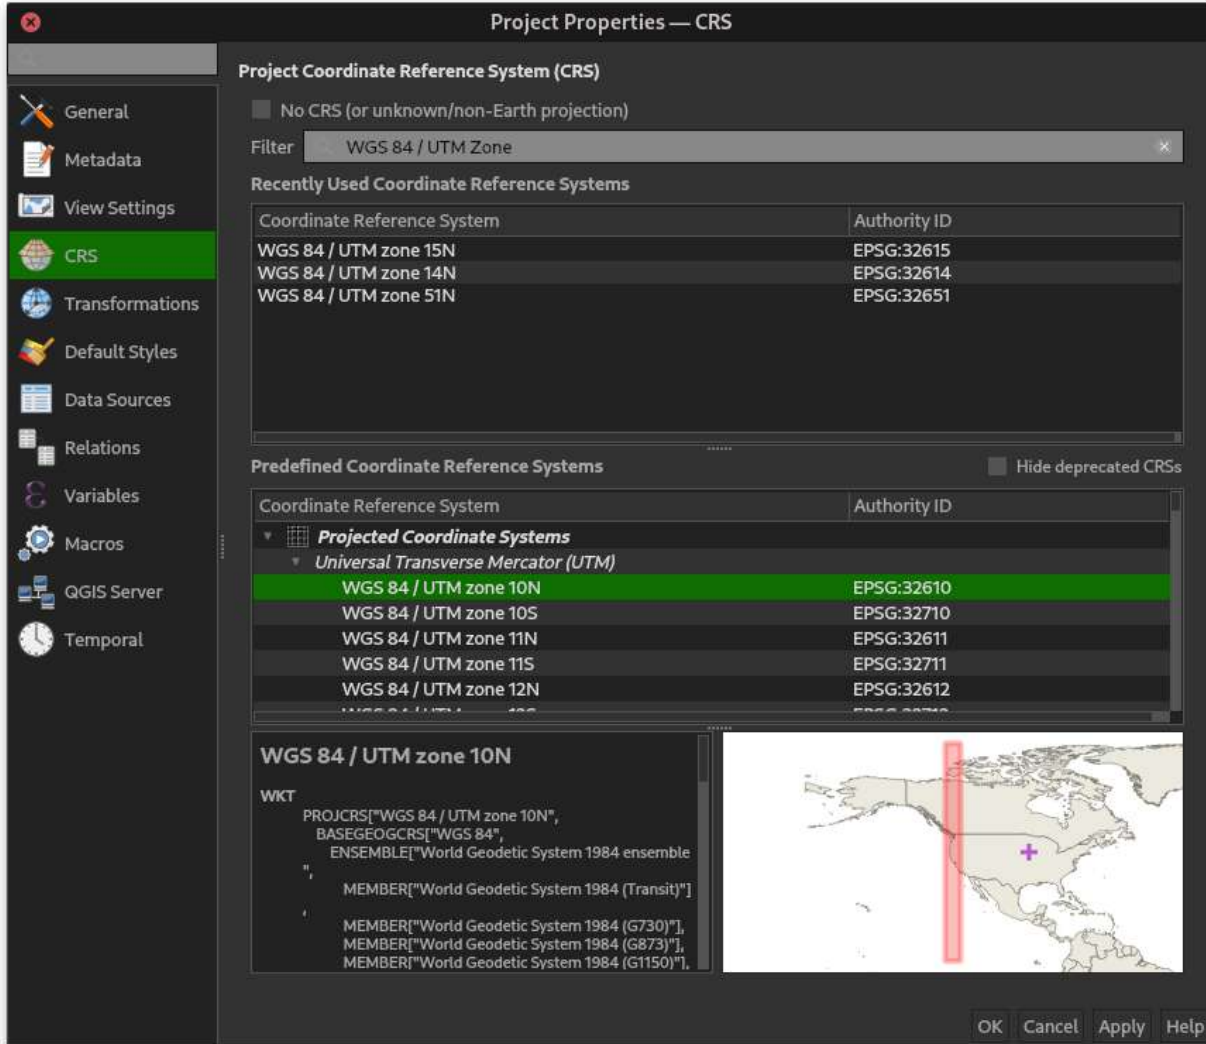 Project Properties — CRS
General
Metadata
View Settings
CRS
Transformations
Default Styles
Data Sources
Relations
Variables
Macros
QGIS Server
Temporal
Project Coordinate Reference System (CRS)
No CRS (or unknown/non-Earth projection)
Filter WGS 84 / UTM Zone
Recently Used Coordinate Reference Systems
Coordinate Reference System Authority ID
WGS 84 / UTM zone 15N EPSG:32615
WGS 84 / UTM zone 14N EPSG:32614
WGS 84 / UTM zone 51N EPSG:32651
Predefined Coordinate Reference Systems Hide deprecated CRSs
Coordinate Reference System Authority ID
Projected Coordinate Systems
Universal Transverse Mercator (UTM)
WGS 84 / UTM zone 10N EPSG:32610
WGS 84 / UTM zone 10S EPSG:32710
WGS 84 / UTM zone 11N EPSG:32611
WGS 84 / UTM zone 11S EPSG:32711
WGS 84 / UTM zone 12N EPSG:32612
WGS 84 / UTM zone 12S EPSG:32712
WGS 84 / UTM zone 10N
WKT
PROJCRS["WGS 84 / UTM zone 10N",
BASEGEOGCRS["WGS 84",
ENSEMBLE["World Geodetic System 1984 ensemble
",
MEMBER["World Geodetic System 1984 (Transit)"]
,
MEMBER["World Geodetic System 1984 (G730)"],
MEMBER["World Geodetic System 1984 (G873)"],
MEMBER["World Geodetic System 1984 (G1150)"],
OK Cancel Apply Help